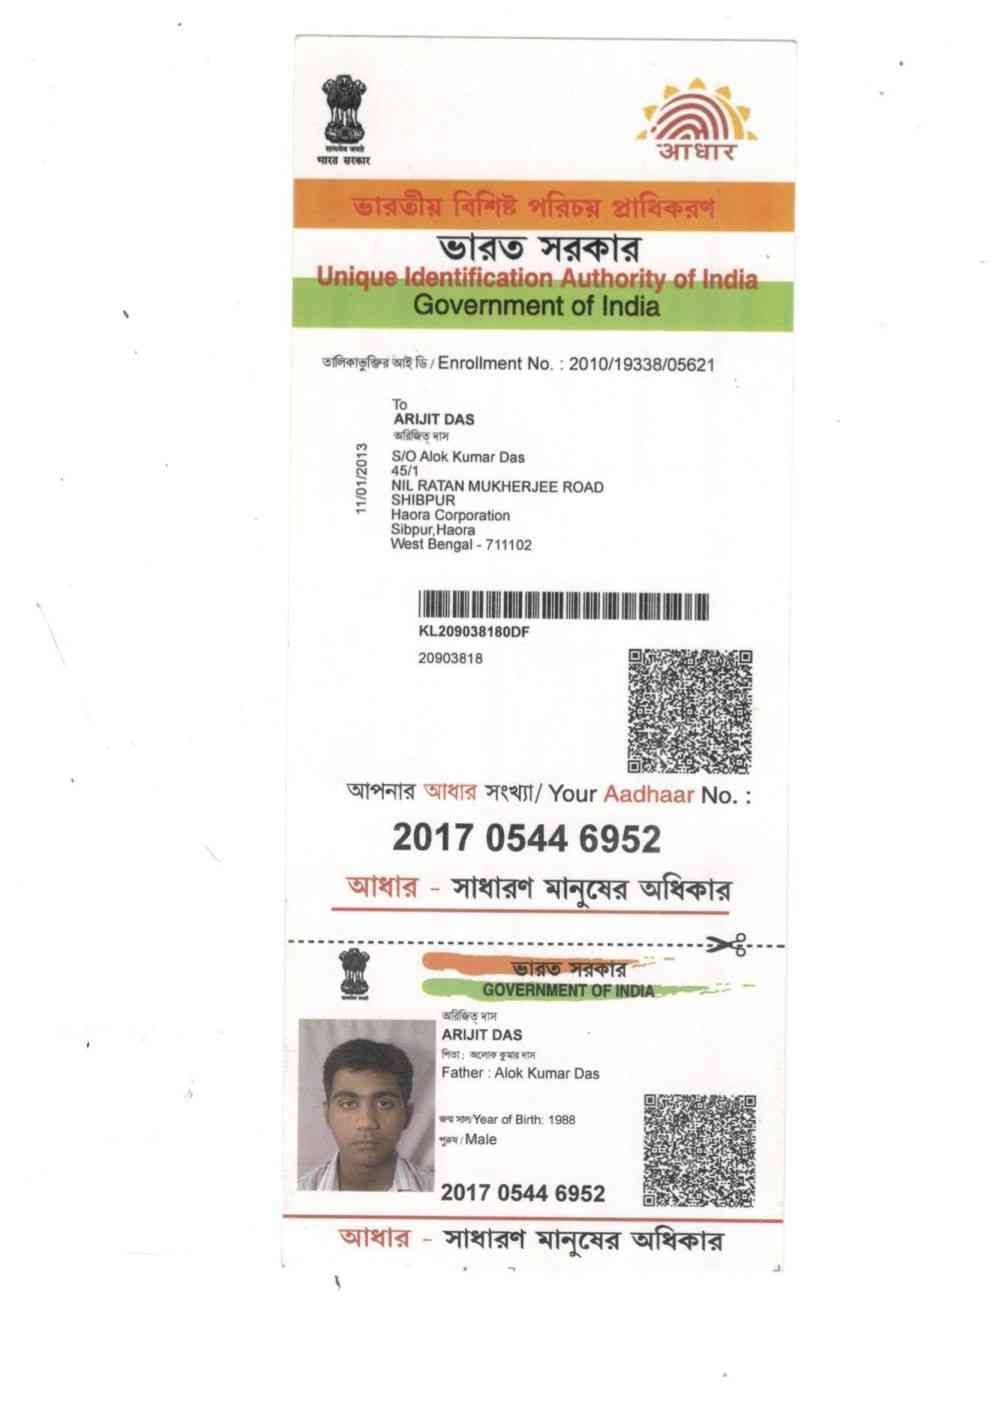 सत्यमेव जयते
भारत सरकार
आधार
ভারতীয় বিশিষ্ট পরিচয় প্রাধিকরণ
ভারত সরকার
Unique Identification Authority of India
Government of India
তালিকাভুক্তির আই ডি / Enrollment No. : 2010/19338/05621
To
ARIJIT DAS
অরিজিত্ দাস
S/O Alok Kumar Das
45/1
NIL RATAN MUKHERJEE ROAD
SHIBPUR
Haora Corporation
Sibpur,Haora
West Bengal - 711102
11/01/2013
KL209038180DF
20903818
আপনার আধার সংখ্যা/ Your Aadhaar No. :
2017 0544 6952
আধার - সাধারণ মানুষের অধিকার
ভারত সরকার
GOVERNMENT OF INDIA
অরিজিত্ দাস
ARIJIT DAS
পিতা : অলোক কুমার দাস
Father : Alok Kumar Das
জন্ম সাল/Year of Birth: 1988
পুরুষ / Male
2017 0544 6952
আধার - সাধারণ মানুষের অধিকার